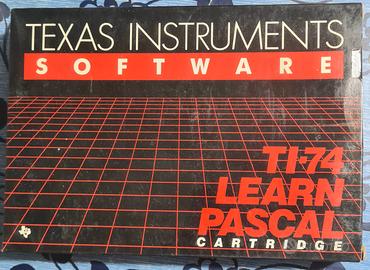 TEXAS INSTRUMENTS
SOFTWARE
TI-74
LEARN
PASCAL
CARTRIDGE